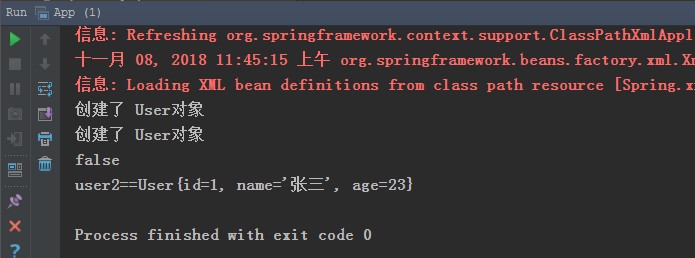 Run App (1)
信息: Refreshing org.springframework.context.support.ClassPathXmlAppl
十一月 08, 2018 11:45:15 上午 org.springframework.beans.factory.xml.Xm
信息: Loading XML bean definitions from class path resource [Spring.x
创建了 User对象
创建了 User对象
false
user2==User{id=1, name='张三', age=23}
Process finished with exit code 0